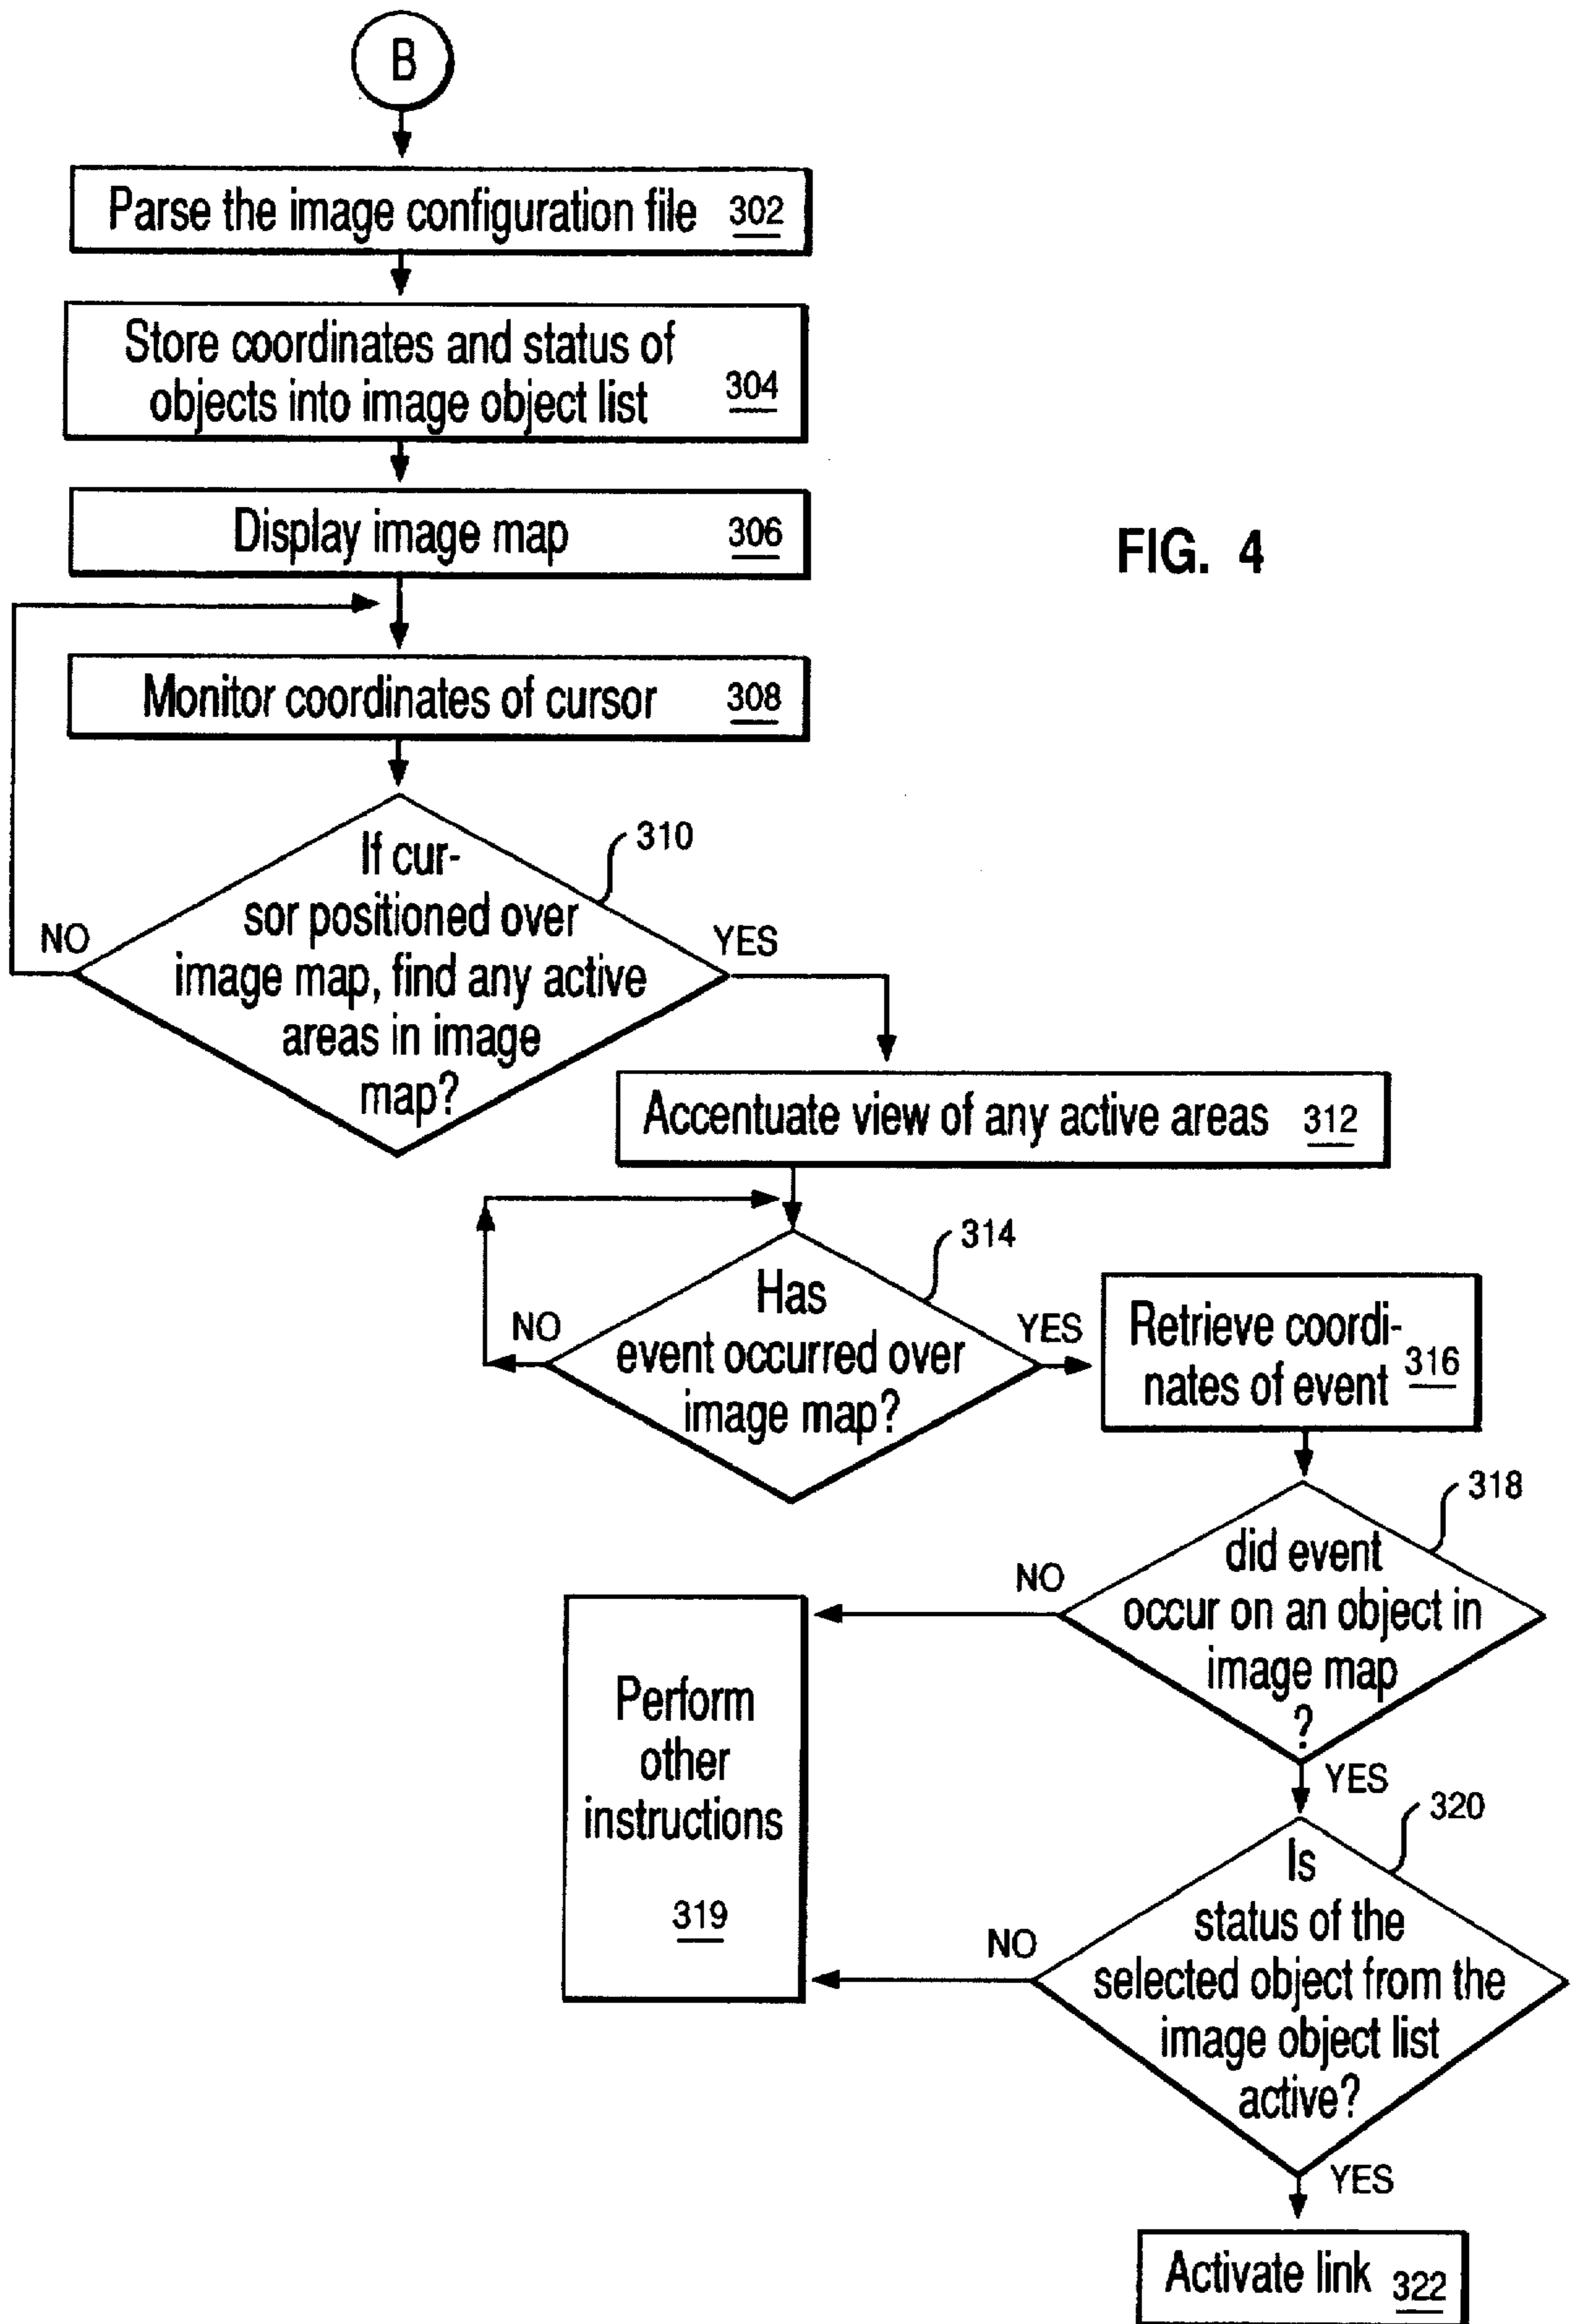 B
Parse the image configuration file 302
Store coordinates and status of
objects into image object list 304
Display image map 306
FIG. 4
Monitor coordinates of cursor 308
310
If cur-
sor positioned over
image map, find any active
areas in image
map?
NO
YES
Accentuate view of any active areas 312
314
Has
event occurred over
image map?
NO
YES
Retrieve coordi-
nates of event 316
318
did event
occur on an object in
image map
?
NO
YES
Perform
other
instructions
319
320
Is
status of the
selected object from the
image object list
active?
NO
YES
Activate link 322